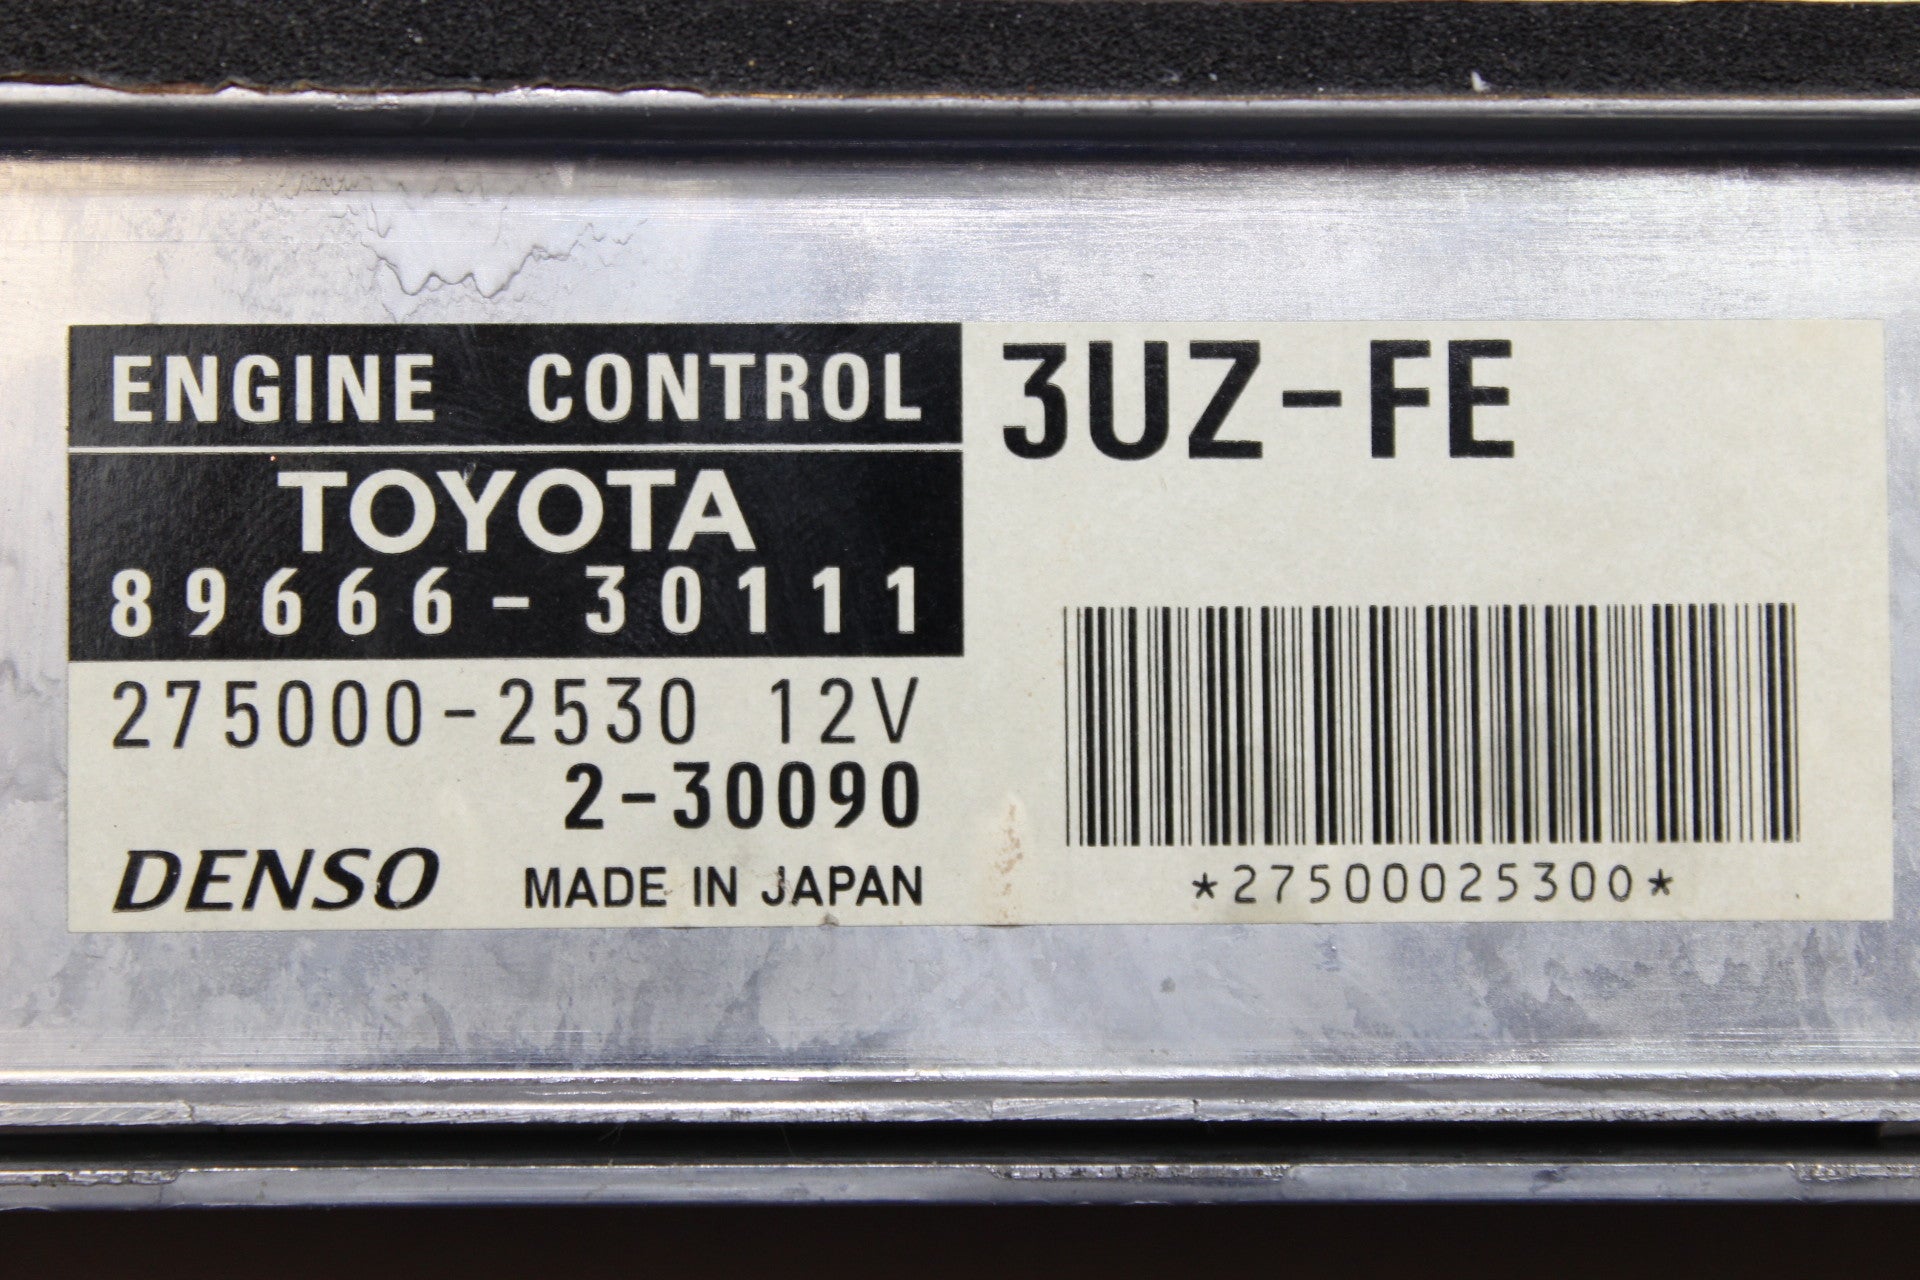 ENGINE CONTROL
3UZ-FE
TOYOTA
89666-30111
275000-2530 12V
2-30090
DENSO MADE IN JAPAN
*27500025300*